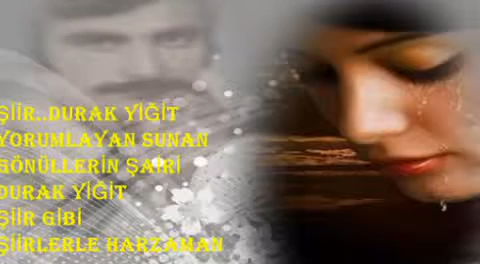 ŞİİR..DURAK YİĞİT
YORUMLAYAN SUNAN
GÖNÜLLERİN ŞAİRİ
DURAK YİĞİT
ŞİİR GİBİ
ŞİİRLERLE HARZAMAN